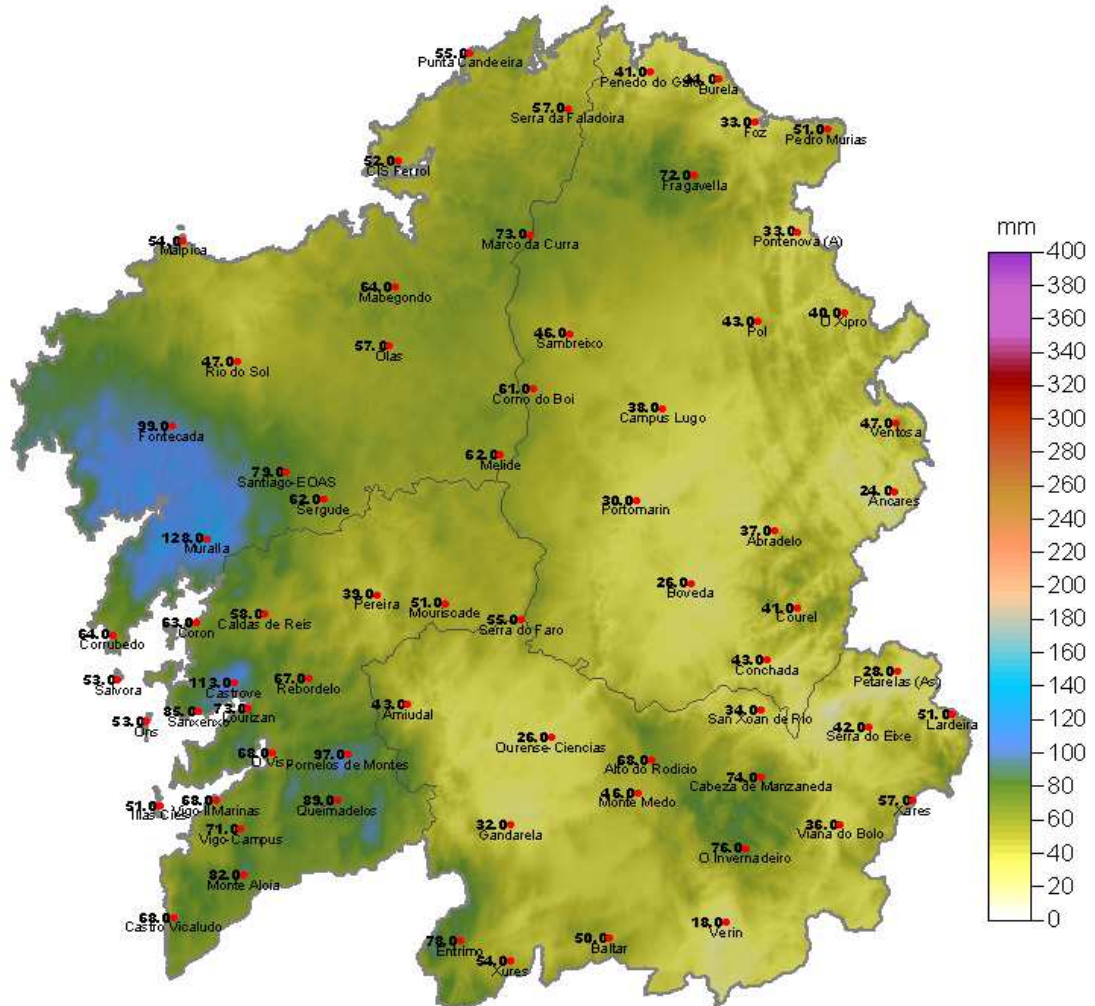 55.0
Punta Candeeira
41.0
Penedo do Galo
41.0
Burela
57.0
Serra da Faladoira
33.0
Foz
51.0
Pedro Murias
52.0
CIS Ferrol
72.0
Fragavella
54.0
Malpica
73.0
Marco da Curra
33.0
Pontenova (A)
mm
400
380
360
340
320
300
280
260
240
220
200
180
160
140
120
100
80
60
40
20
0
64.0
Mabegondo
40.0
O Xipro
43.0
Pol
46.0
Sambreixo
57.0
Olas
47.0
Rio do Sol
61.0
Corno do Boi
38.0
Campus Lugo
47.0
Ventosa
99.0
Fontecada
62.0
Melide
79.0
Santiago-EOAS
24.0
Ancares
62.0
Sergude
30.0
Portomarin
37.0
Abradelo
128.0
Muralla
26.0
Boveda
39.0
Pereira
51.0
Mouriscade
41.0
Courel
58.0
Caldas de Reis
55.0
Serra do Faro
63.0
Coron
64.0
Corrubedo
43.0
Conchada
28.0
Petarelas (As)
53.0
Salvora
113.0
Castrove
67.0
Rebordelo
43.0
Amiudal
34.0
San Xoan de Rio
51.0
Lardeira
85.0
Sanxenxo
73.0
Lourizan
53.0
Ons
42.0
Serra do Eixe
26.0
Ourense-Ciencias
68.0
O Viso
97.0
Fornelos de Montes
68.0
Alto do Rodicio
74.0
Cabeza de Manzaneda
46.0
Monte Medo
51.0
Illas Cies
68.0
Vigo-IIMarinas
89.0
Queimadelos
57.0
Xares
71.0
Vigo-Campus
32.0
Gandarela
36.0
Viana do Bolo
76.0
O Invernadeiro
82.0
Monte Aloia
68.0
Castro Vicaludo
18.0
Verin
78.0
Entrimo
50.0
Baltar
54.0
Xures